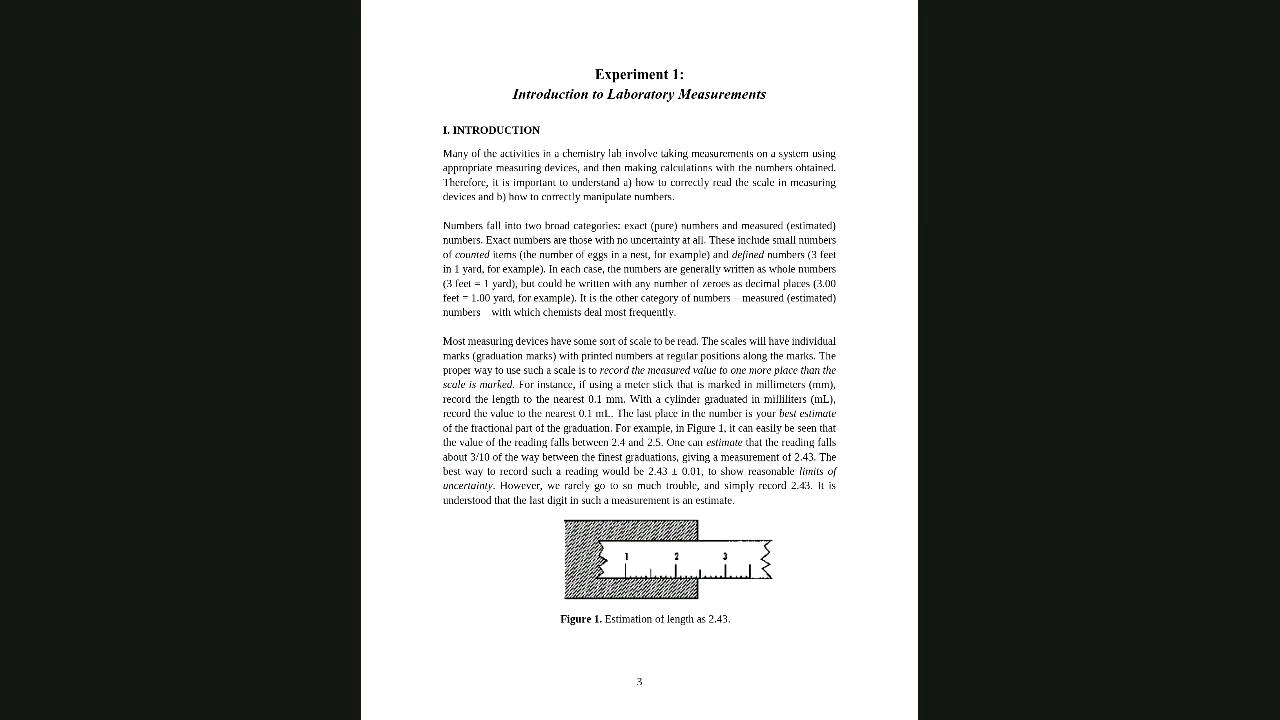 Experiment 1:
Introduction to Laboratory Measurements
I. INTRODUCTION
Many of the activities in a chemistry lab involve taking measurements on a system using
appropriate measuring devices, and then making calculations with the numbers obtained.
Therefore, it is important to understand a) how to correctly read the scale in measuring
devices and b) how to correctly manipulate numbers.
Numbers fall into two broad categories: exact (pure) numbers and measured (estimated)
numbers. Exact numbers are those with no uncertainty at all. These include small numbers
of counted items (the number of eggs in a nest, for example) and defined numbers (3 feet
in 1 yard, for example). In each case, the numbers are generally written as whole numbers
(3 feet = 1 yard), but could be written with any number of zeroes as decimal places (3.00
feet = 1.00 yard, for example). It is the other category of numbers – measured (estimated)
numbers   with which chemists deal most frequently.
Most measuring devices have some sort of scale to be read. The scales will have individual
marks (graduation marks) with printed numbers at regular positions along the marks. The
proper way to use such a scale is to record the measured value to one more place than the
scale is marked. For instance, if using a meter stick that is marked in millimeters (mm),
record the length to the nearest 0.1 mm. With a cylinder graduated in milliliters (mL),
record the value to the nearest 0.1 mL. The last place in the number is your best estimate
of the fractional part of the graduation. For example, in Figure 1, it can easily be seen that
the value of the reading falls between 2.4 and 2.5. One can estimate that the reading falls
about 3/10 of the way between the finest graduations, giving a measurement of 2.43. The
best way to record such a reading would be 2.43 ± 0.01, to show reasonable limits of
uncertainty. However, we rarely go to so much trouble, and simply record 2.43. It is
understood that the last digit in such a measurement is an estimate.
1 2 3
Figure 1. Estimation of length as 2.43.
3